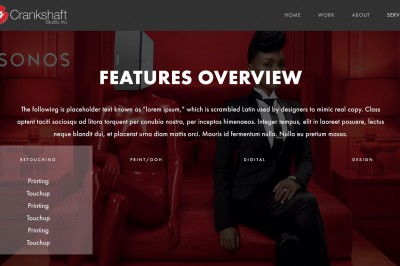 Crankshaft
Studio, Inc.
HOME WORK ABOUT SERV
SONOS
FEATURES OVERVIEW
The following is placeholder text known as “lorem ipsum,” which is scrambled Latin used by designers to mimic real copy. Class
aptent taciti sociosqu ad litora torquent per conubia nostra, per inceptos himenaeos. Integer tempus, elit in laoreet posuere, lectus
neque blandit dui, et placerat urna diam mattis orci. Mauris id fermentum nulla. Nulla eu pretium massa.
RETOUCHING PRINT/OOH DIGITAL DESIGN
Printing
Touchup
Printing
Touchup
Printing
Touchup